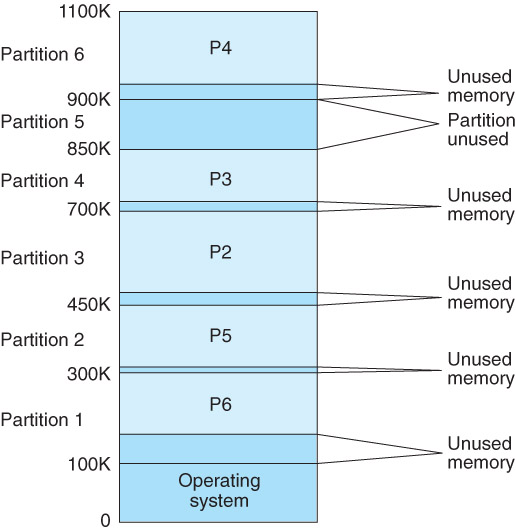 1100K
Partition 6
P4
Unused
memory
900K
Partition 5
Partition
unused
850K
Partition 4
P3
Unused
memory
700K
Partition 3
P2
Unused
memory
450K
Partition 2
P5
Unused
memory
300K
Partition 1
P6
Unused
memory
100K
Operating
system
0